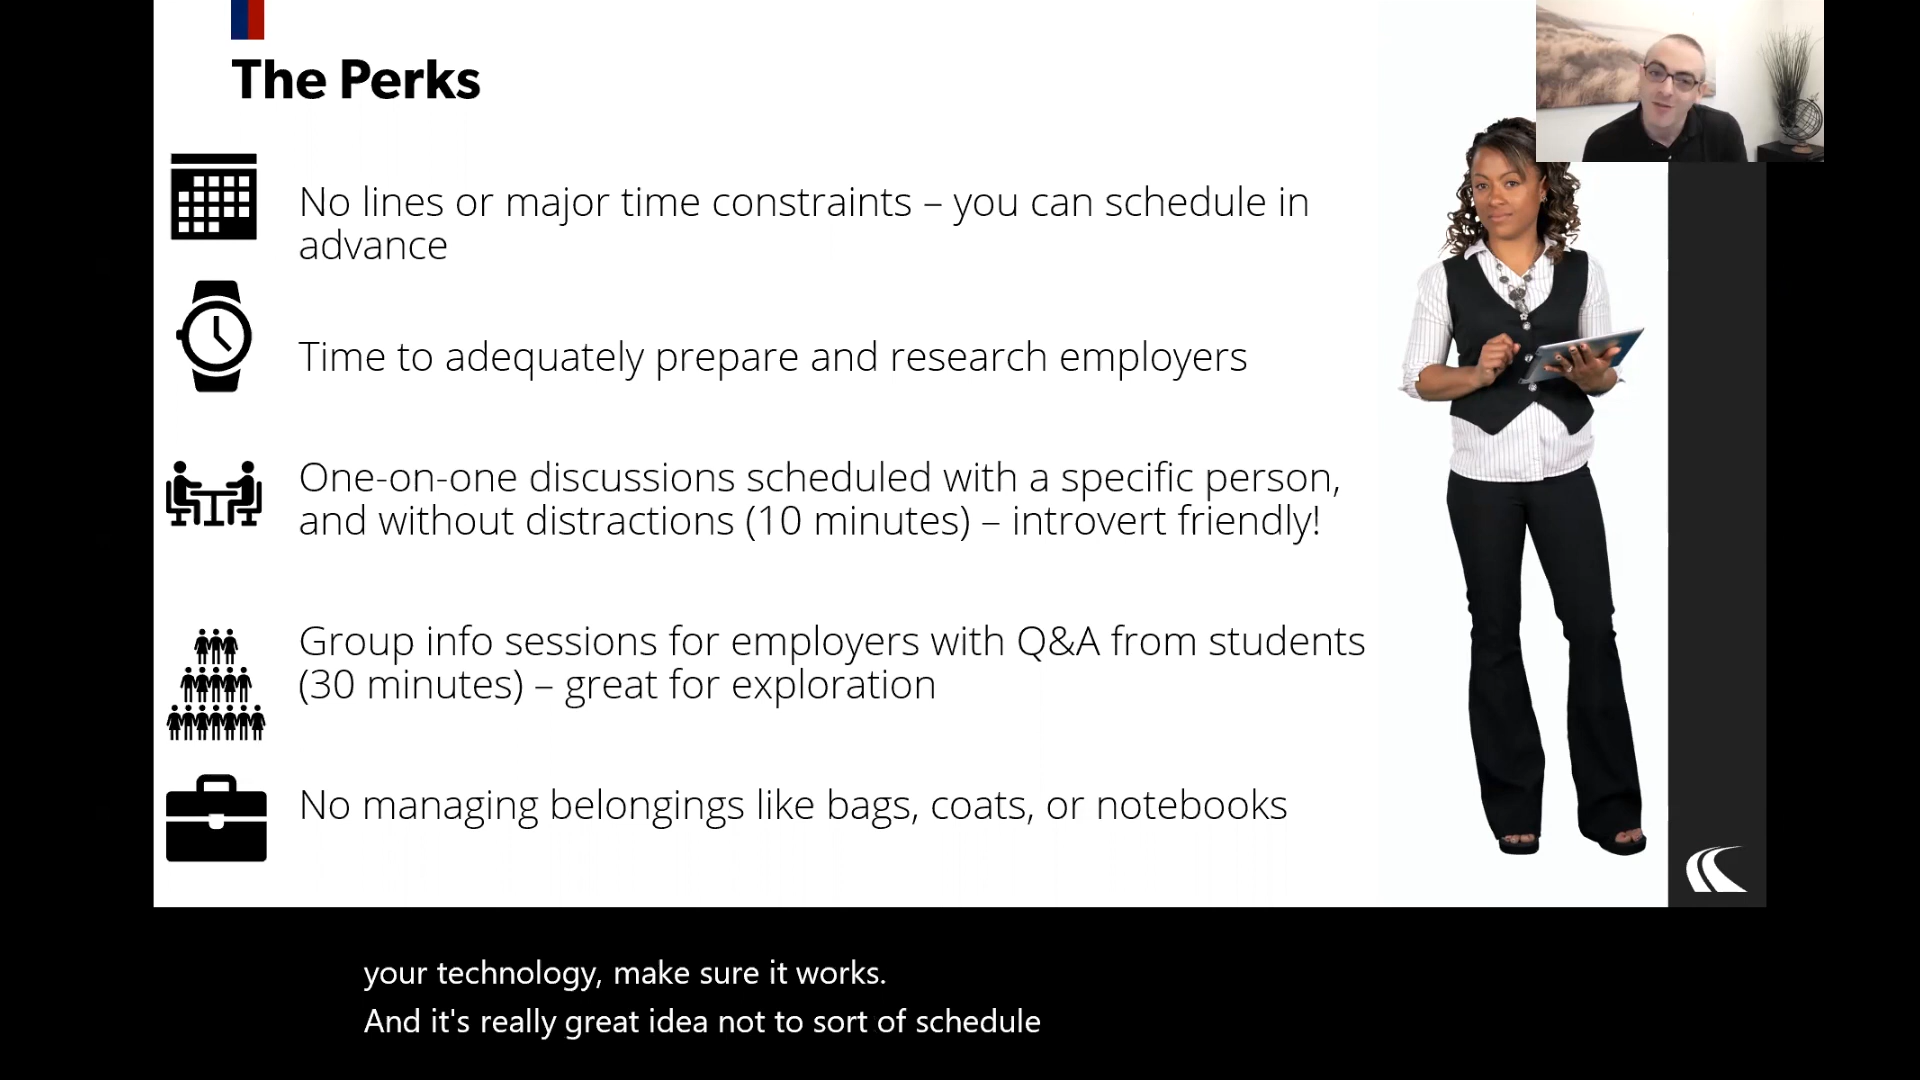 The Perks
No lines or major time constraints – you can schedule in
advance
Time to adequately prepare and research employers
One-on-one discussions scheduled with a specific person,
and without distractions (10 minutes) – introvert friendly!
Group info sessions for employers with Q&A from students
(30 minutes) – great for exploration
No managing belongings like bags, coats, or notebooks
your technology, make sure it works.
And it's really great idea not to sort of schedule